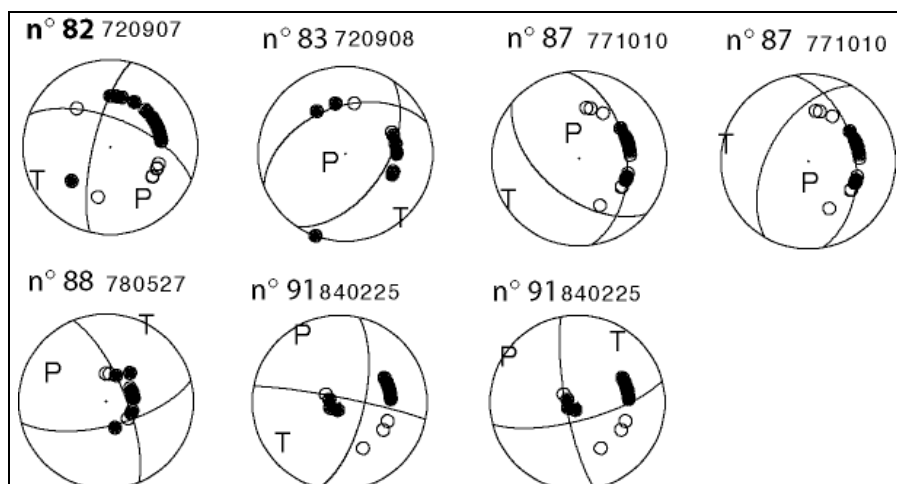 n° 82 720907
n° 83 720908
n° 87 771010
n° 87 771010
T P
P T
P T
T P
n° 88 780527
n° 91 840225
n° 91 840225
P T
P T
P T